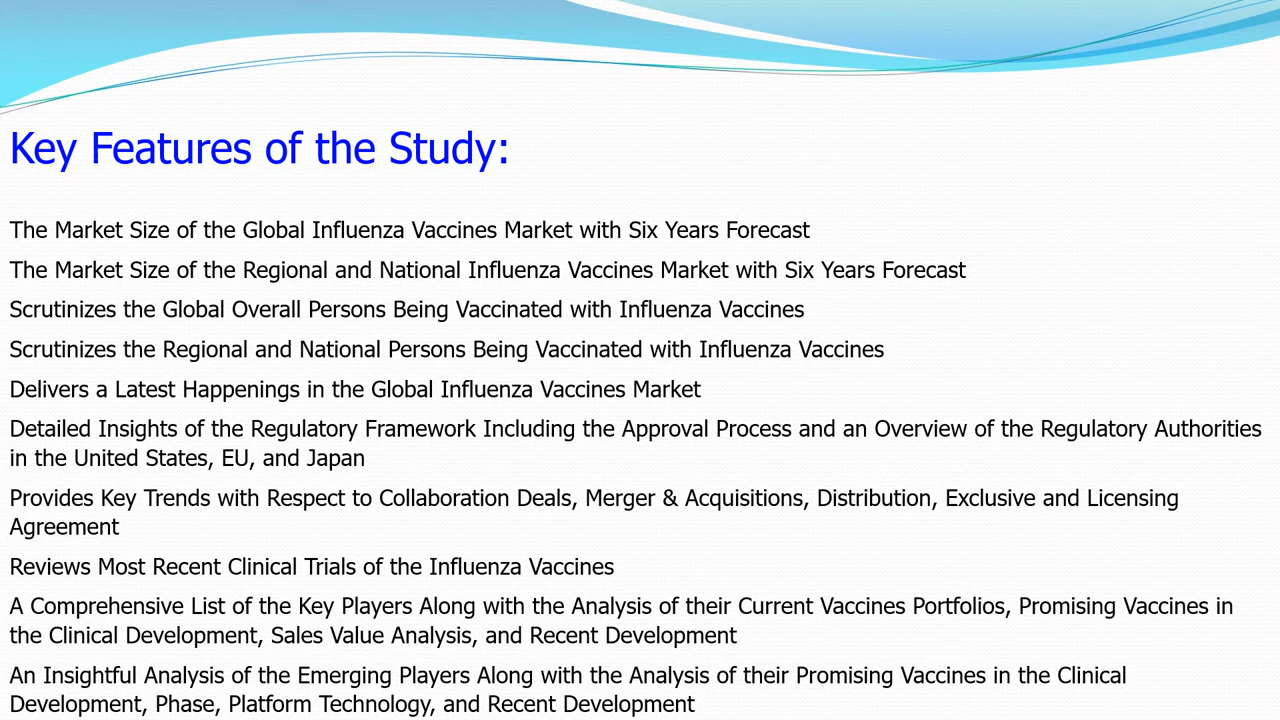 Key Features of the Study:
The Market Size of the Global Influenza Vaccines Market with Six Years Forecast
The Market Size of the Regional and National Influenza Vaccines Market with Six Years Forecast
Scrutinizes the Global Overall Persons Being Vaccinated with Influenza Vaccines
Scrutinizes the Regional and National Persons Being Vaccinated with Influenza Vaccines
Delivers a Latest Happenings in the Global Influenza Vaccines Market
Detailed Insights of the Regulatory Framework Including the Approval Process and an Overview of the Regulatory Authorities
in the United States, EU, and Japan
Provides Key Trends with Respect to Collaboration Deals, Merger & Acquisitions, Distribution, Exclusive and Licensing
Agreement
Reviews Most Recent Clinical Trials of the Influenza Vaccines
A Comprehensive List of the Key Players Along with the Analysis of their Current Vaccines Portfolios, Promising Vaccines in
the Clinical Development, Sales Value Analysis, and Recent Development
An Insightful Analysis of the Emerging Players Along with the Analysis of their Promising Vaccines in the Clinical
Development, Phase, Platform Technology, and Recent Development